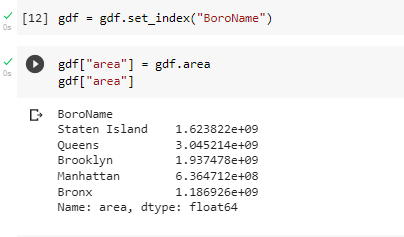 [12] gdf = gdf.set_index("BoroName")
0s
gdf["area"] = gdf.area
0s
gdf["area"]
BoroName
Staten Island    1.623822e+09
Queens           3.045214e+09
Brooklyn         1.937478e+09
Manhattan        6.364712e+08
Bronx            1.186926e+09
Name: area, dtype: float64